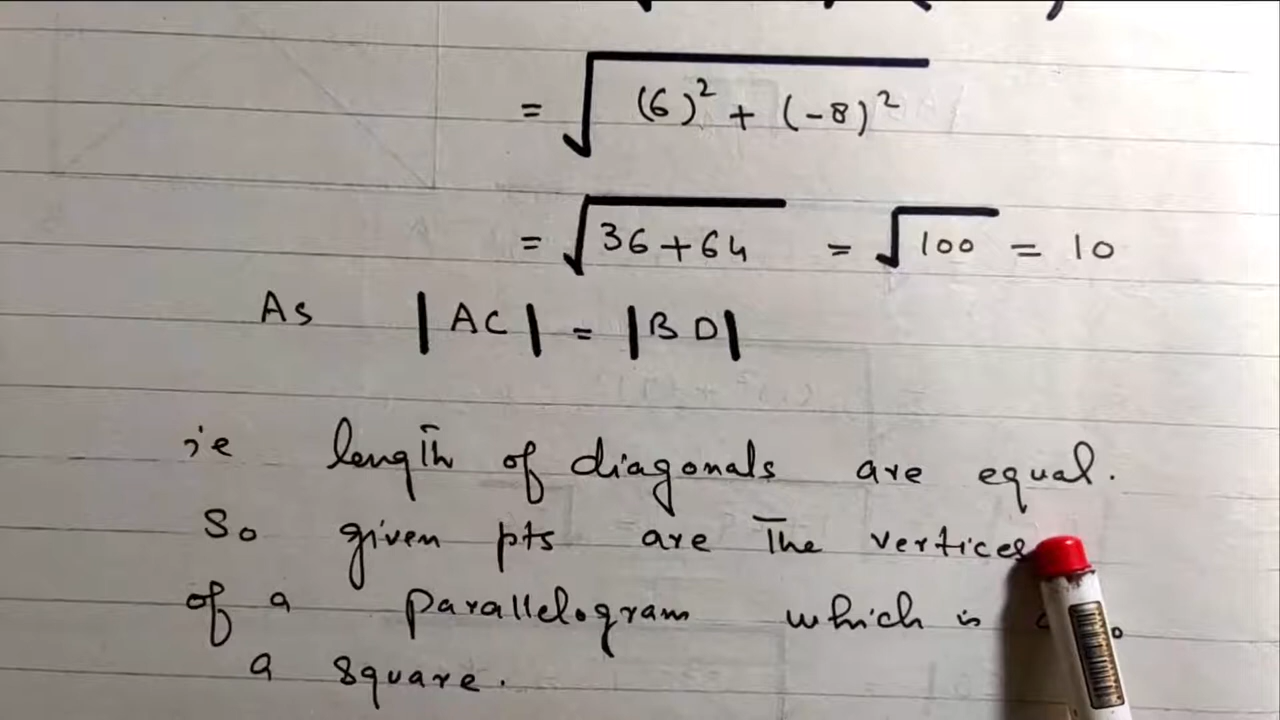 = √(6)² + (-8)²
= √36+64 = √100 = 10
As |AC| = |BD|
ie length of diagonals are equal.
So given pts are The vertices
of a parallelogram which is
a square.